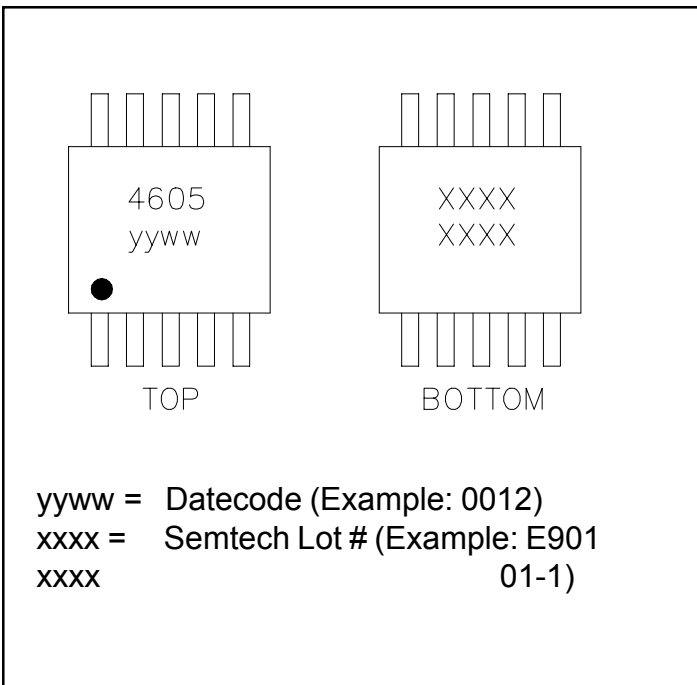 4605
yyww
XXXX
XXXX
TOP
BOTTOM
yyww = Datecode (Example: 0012)
xxxx = Semtech Lot # (Example: E901
xxxx 01-1)